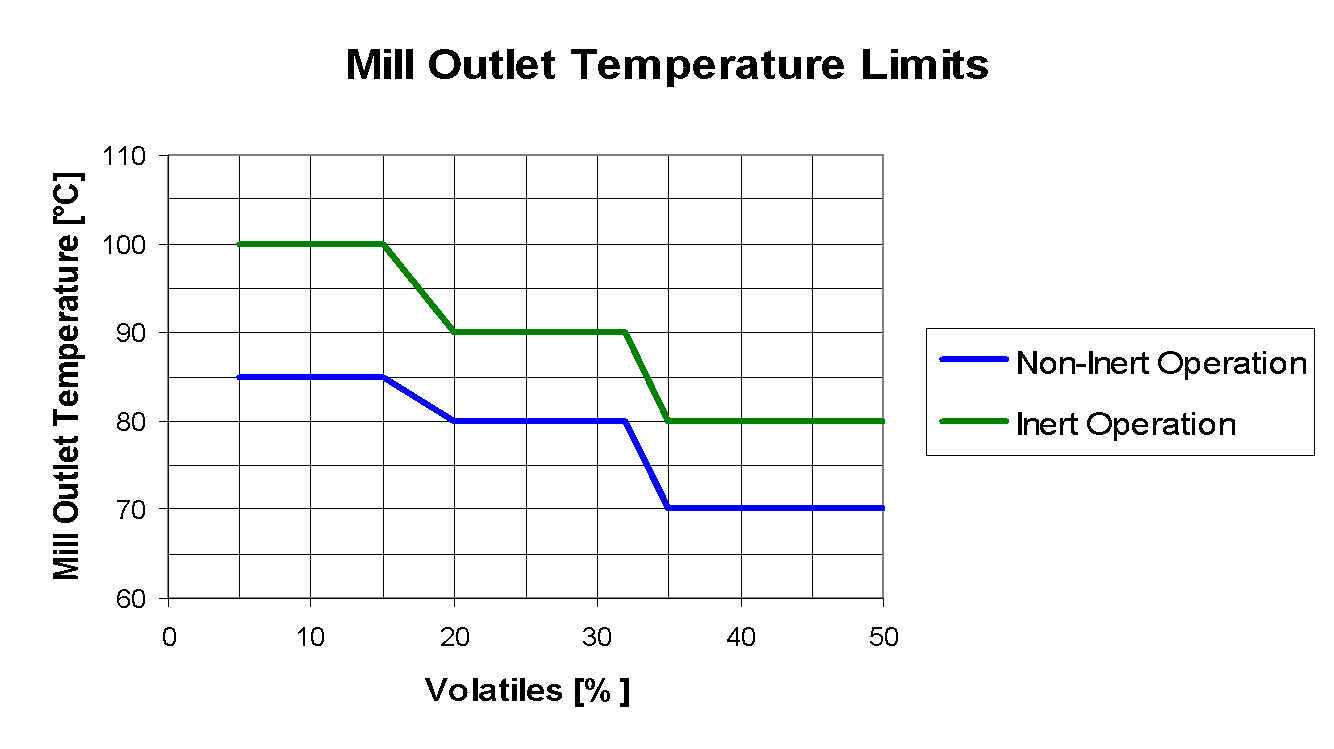 Mill Outlet Temperature Limits
Mill Outlet Temperature [°C]
110
100
90
80
70
60
0 10 20 30 40 50
Volatiles [% ]
Non-Inert Operation
Inert Operation